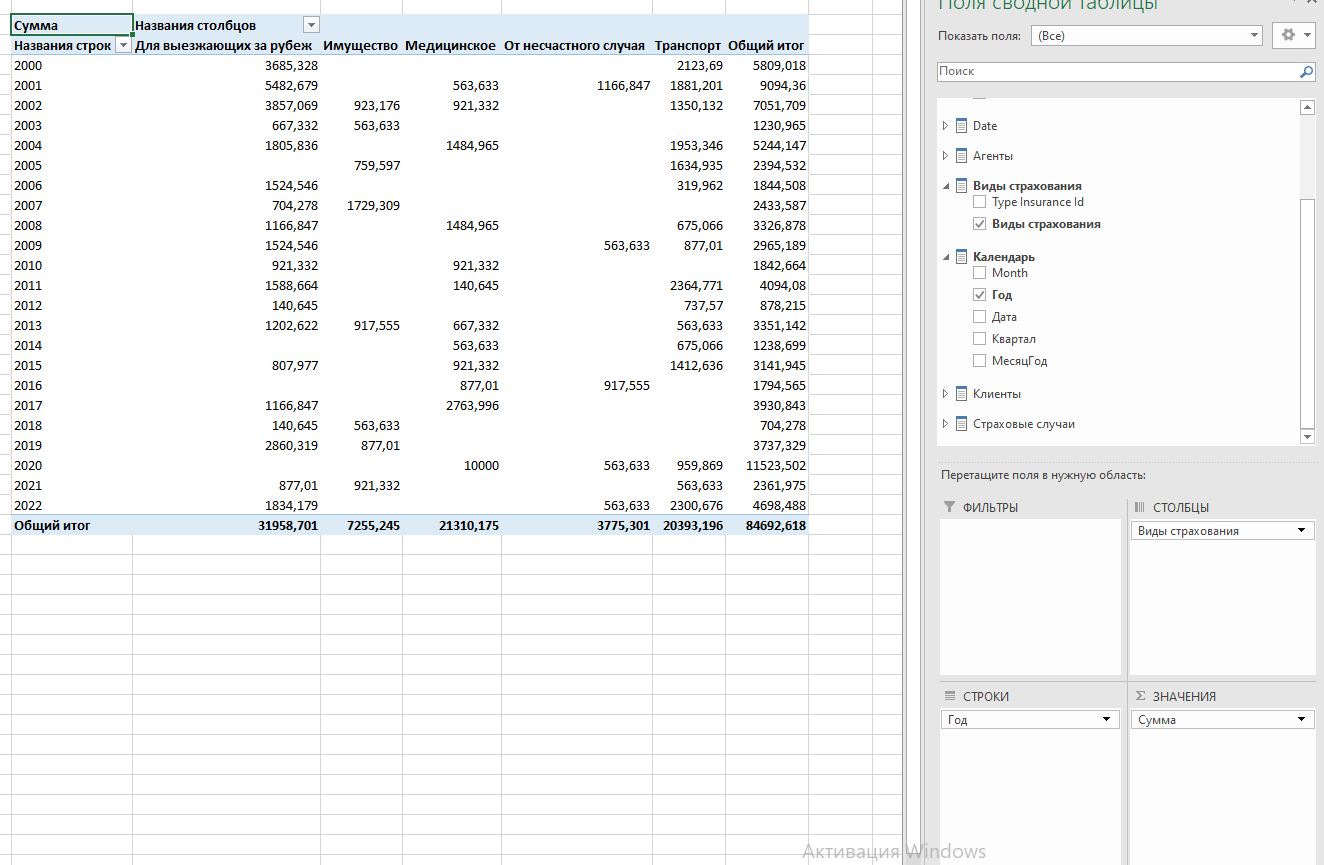 Сумма Названия столбцов
Названия строк Для выезжающих за рубеж Имущество Медицинское От несчастного случая Транспорт Общий итог
2000 3685,328 2123,69 5809,018
2001 5482,679 563,633 1166,847 1881,201 9094,36
2002 3857,069 923,176 921,332 1350,132 7051,709
2003 667,332 563,633 1230,965
2004 1805,836 1484,965 1953,346 5244,147
2005 759,597 1634,935 2394,532
2006 1524,546 319,962 1844,508
2007 704,278 1729,309 2433,587
2008 1166,847 1484,965 675,066 3326,878
2009 1524,546 563,633 877,01 2965,189
2010 921,332 921,332 1842,664
2011 1588,664 140,645 2364,771 4094,08
2012 140,645 737,57 878,215
2013 1202,622 917,555 667,332 563,633 3351,142
2014 563,633 675,066 1238,699
2015 807,977 921,332 1412,636 3141,945
2016 877,01 917,555 1794,565
2017 1166,847 2763,996 3930,843
2018 140,645 563,633 704,278
2019 2860,319 877,01 3737,329
2020 10000 563,633 959,869 11523,502
2021 877,01 921,332 563,633 2361,975
2022 1834,179 563,633 2300,676 4698,488
Общий итог 31958,701 7255,245 21310,175 3775,301 20393,196 84692,618
Поля сводной таблицы
Показать поля: (Все)
Поиск
Date
Агенты
Виды страхования
Type Insurance Id
Виды страхования
Календарь
Month
Год
Дата
Квартал
МесяцГод
Клиенты
Страховые случаи
Перетащите поля в нужную область:
ФИЛЬТРЫ
СТОЛБЦЫ
Виды страхования
СТРОКИ
Год
Σ ЗНАЧЕНИЯ
Сумма
Активация Windows